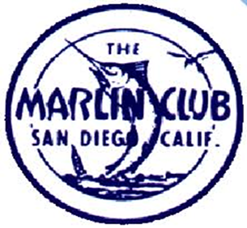 THE
MARLIN CLUB
SAN DIEGO, CALIF.